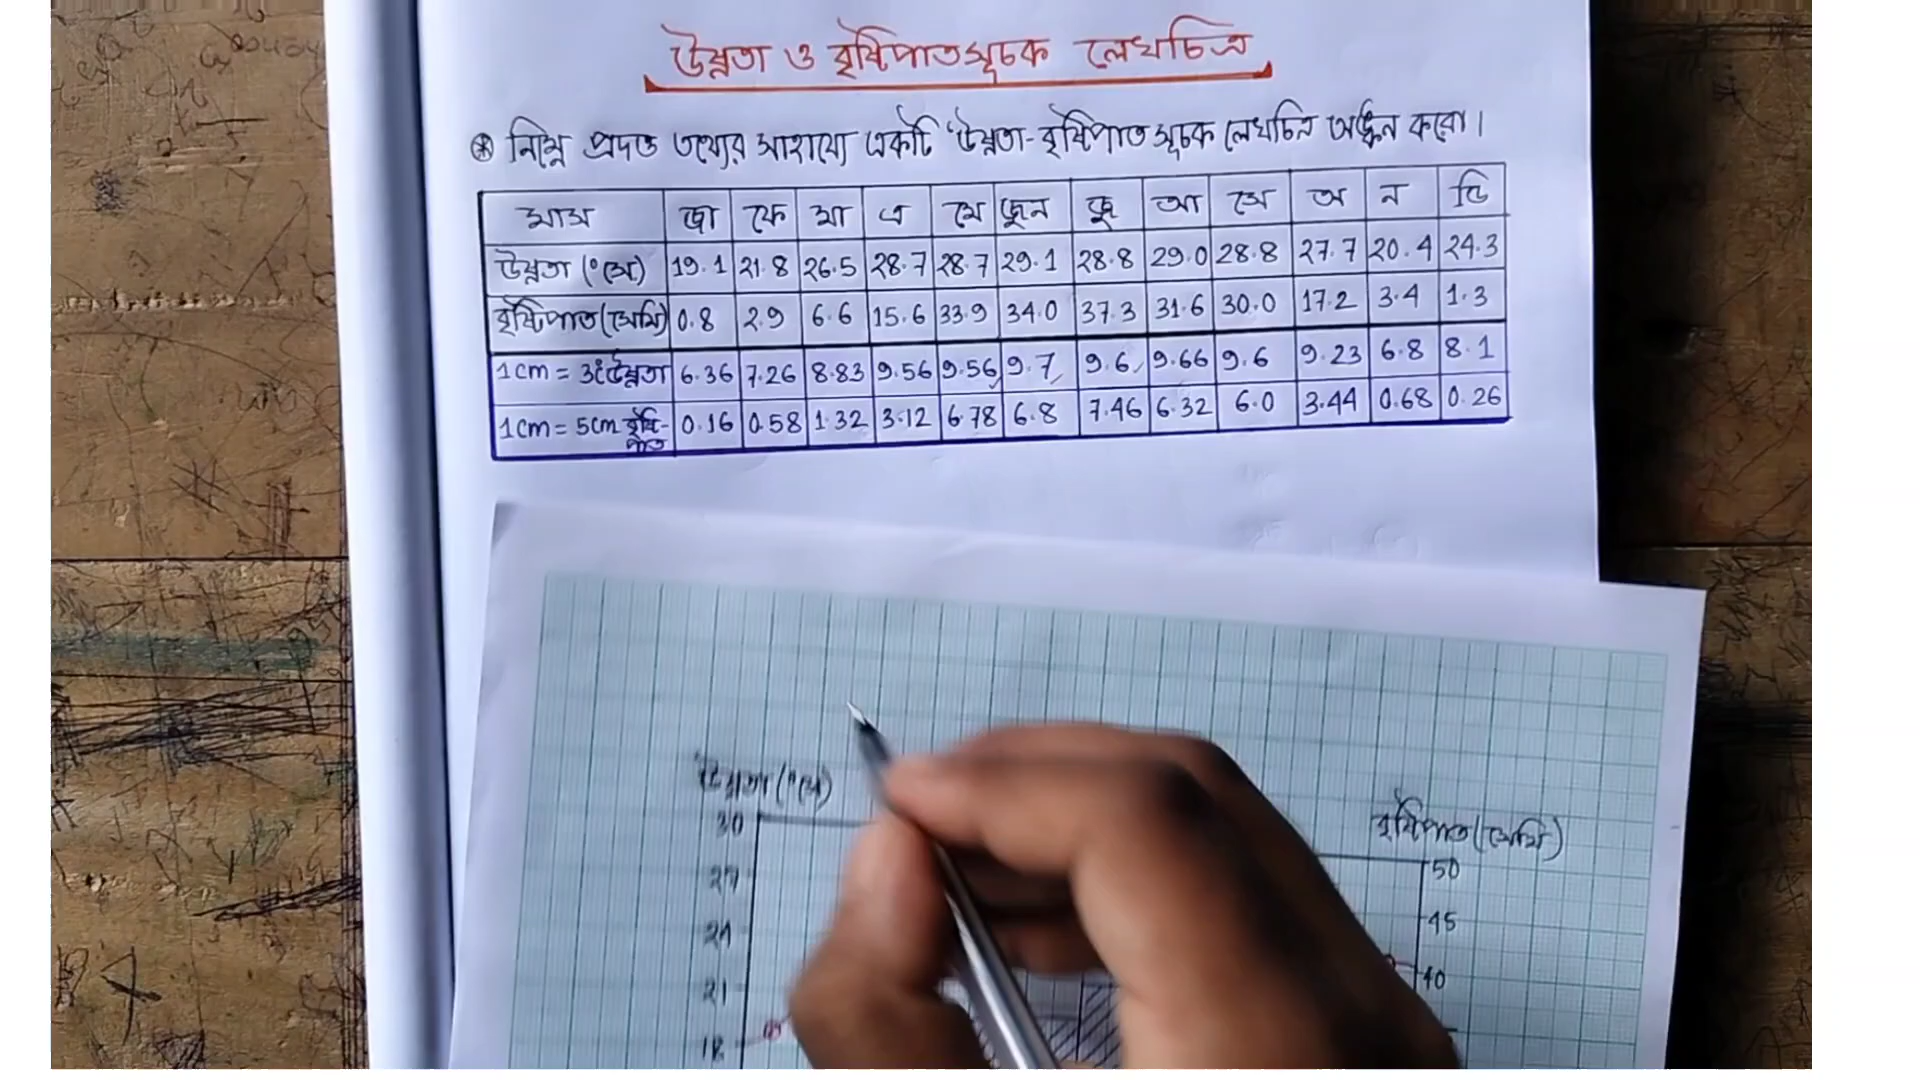 উষ্ণতা ও বৃষ্টিপাতসূচক লেখচিত্র
নিম্নে প্রদত্ত তথ্যের সাহায্যে একটি 'উষ্ণতা-বৃষ্টিপাতসূচক লেখচিত্র অঙ্কন করো।
মাস জা ফে মা এ মে জুন জু আ সে অ ন ডি
উষ্ণতা (°সে) 19.1 21.8 26.5 28.7 28.7 29.1 28.8 29.0 28.8 27.7 20.4 24.3
বৃষ্টিপাত(সেমি) 0.8 2.9 6.6 15.6 33.9 34.0 37.3 31.6 30.0 17.2 3.4 1.3
1cm = 3°C উষ্ণতা 6.36 7.26 8.83 9.56 9.56 9.7 9.6 9.66 9.6 9.23 6.8 8.1
1cm = 5cm বৃষ্টি- 0.16 0.58 1.32 3.12 6.78 6.8 7.46 6.32 6.0 3.44 0.68 0.26
পাত
উষ্ণতা (°সে)
30
27
24
21
18
বৃষ্টিপাত(সেমি)
50
45
40